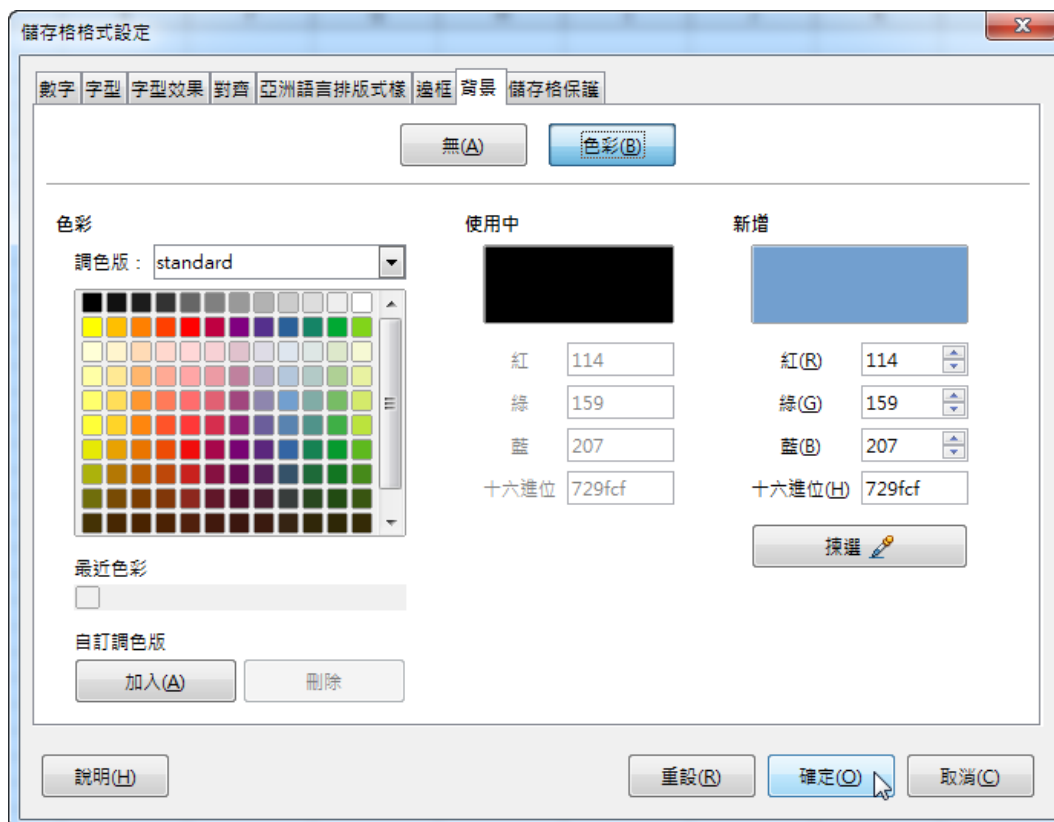 儲存格格式設定
數字 字型 字型效果 對齊 亞洲語言排版式樣 邊框 背景 儲存格保護
無(A) 色彩(B)
色彩 使用中 新增
調色版： standard
紅 114 紅(R) 114
綠 159 綠(G) 159
藍 207 藍(B) 207
十六進位 729fcf 十六進位(H) 729fcf
揀選
最近色彩
自訂調色版
加入(A) 刪除
說明(H) 重設(R) 確定(O) 取消(C)